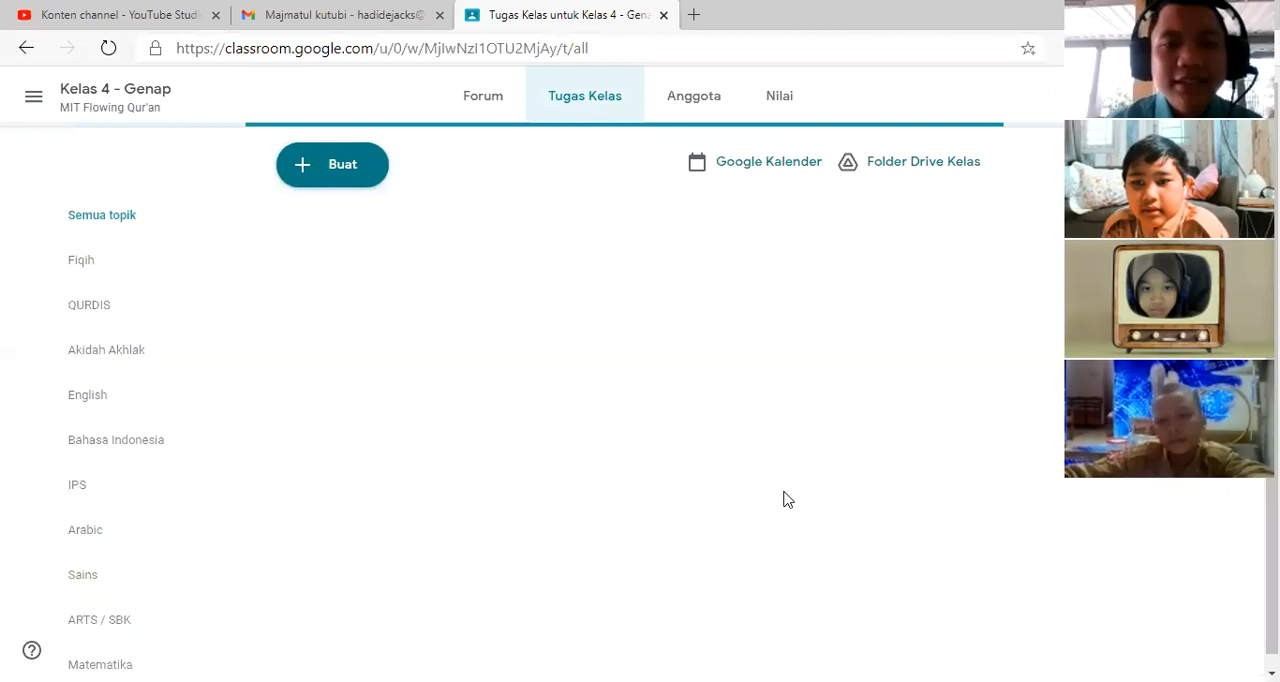 Konten channel - YouTube Stud
Majmatul kutubi - hadidejacks@
Tugas Kelas untuk Kelas 4 - Gena
https://classroom.google.com/u/0/w/MjIwNzI1OTU2MjAy/t/all
Kelas 4 - Genap
MIT Flowing Qur'an
Forum
Tugas Kelas
Anggota
Nilai
Buat
Google Kalender
Folder Drive Kelas
Semua topik
Fiqih
QURDIS
Akidah Akhlak
English
Bahasa Indonesia
IPS
Arabic
Sains
ARTS / SBK
Matematika